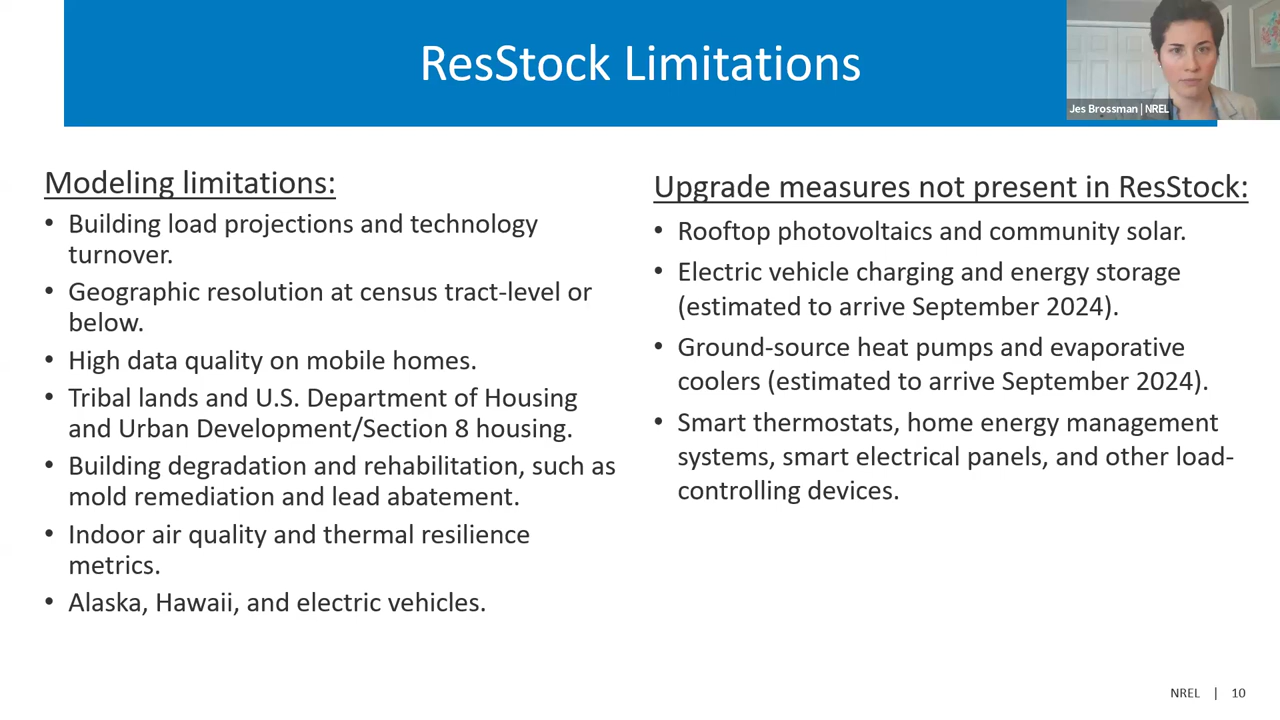 ResStock Limitations
Jes Brossman | NREL
Modeling limitations:
• Building load projections and technology
turnover.
• Geographic resolution at census tract-level or
below.
• High data quality on mobile homes.
• Tribal lands and U.S. Department of Housing
and Urban Development/Section 8 housing.
• Building degradation and rehabilitation, such as
mold remediation and lead abatement.
• Indoor air quality and thermal resilience
metrics.
• Alaska, Hawaii, and electric vehicles.
Upgrade measures not present in ResStock:
• Rooftop photovoltaics and community solar.
• Electric vehicle charging and energy storage
(estimated to arrive September 2024).
• Ground-source heat pumps and evaporative
coolers (estimated to arrive September 2024).
• Smart thermostats, home energy management
systems, smart electrical panels, and other load-
controlling devices.
NREL | 10